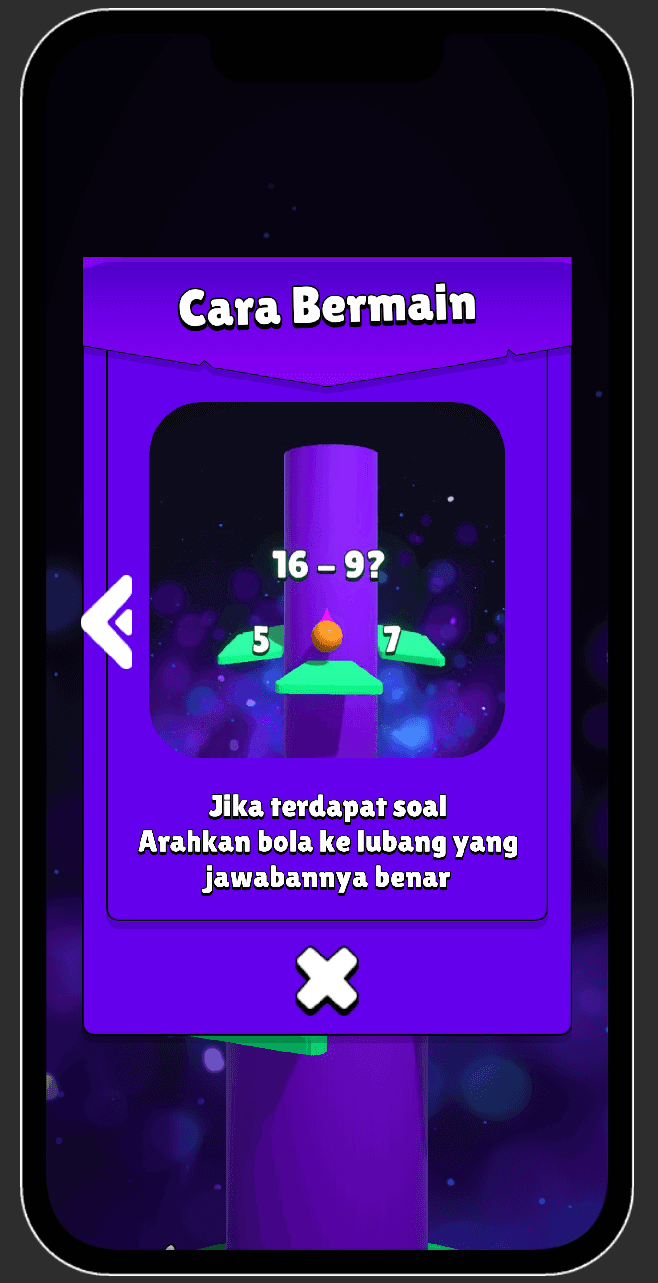 Cara Bermain
16 – 9?
5 7
Jika terdapat soal
Arahkan bola ke lubang yang
jawabannya benar